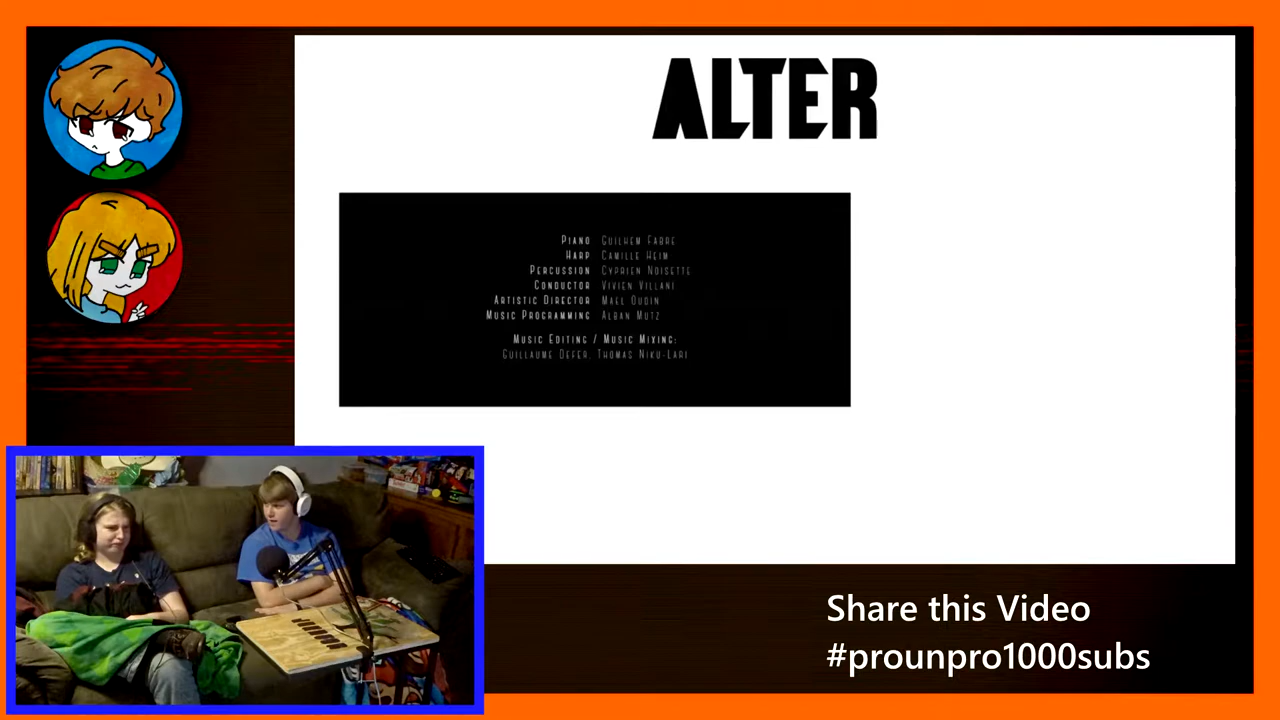 ALTER
PIANO GUILHEM FABRE
HARP CAMILLE HEIM
PERCUSSION CYPRIEN NOISETTE
CONDUCTOR VIVIEN VILLANI
ARTISTIC DIRECTOR MAEL OUDIN
MUSIC PROGRAMMING ALBAN MUTZ
MUSIC EDITING / MUSIC MIXING:
GUILLAUME DEFER, THOMAS NIKU-LARI
Share this Video
#prounpro1000subs